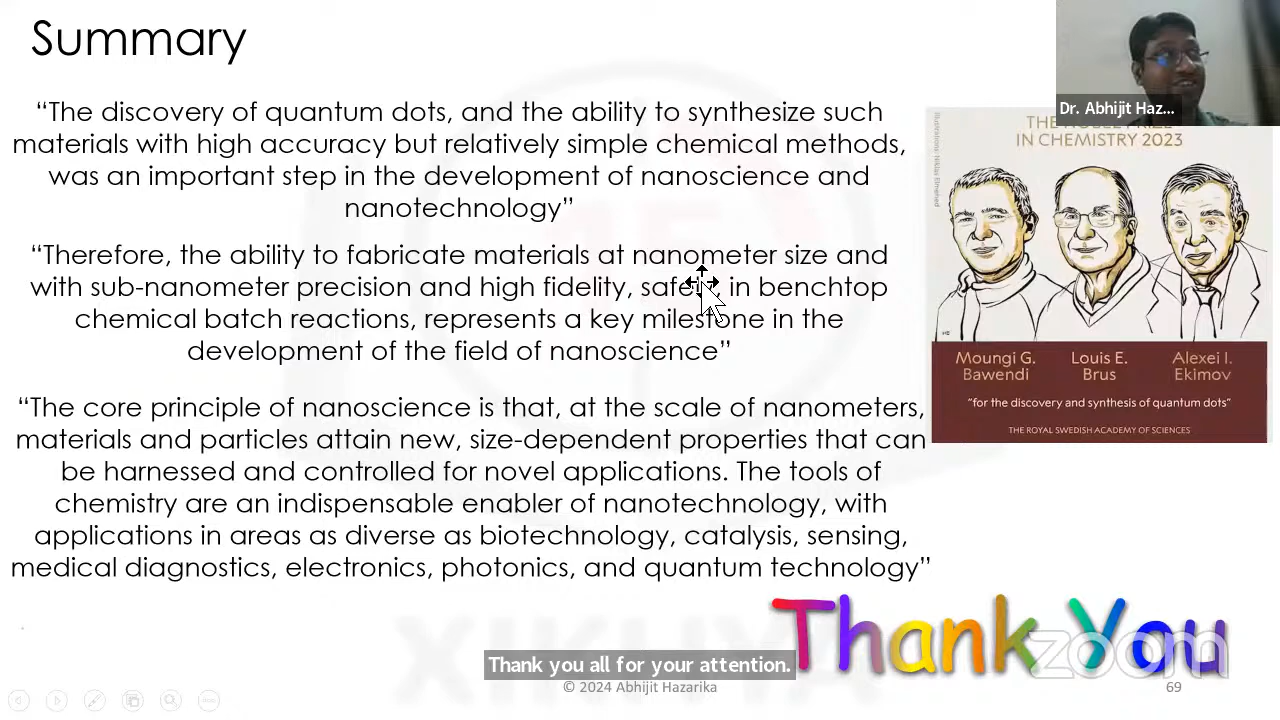 Summary
“The discovery of quantum dots, and the ability to synthesize such
materials with high accuracy but relatively simple chemical methods,
was an important step in the development of nanoscience and
nanotechnology”
“Therefore, the ability to fabricate materials at nanometer size and
with sub-nanometer precision and high fidelity, safely, in benchtop
chemical batch reactions, represents a key milestone in the
development of the field of nanoscience”
“The core principle of nanoscience is that, at the scale of nanometers,
materials and particles attain new, size-dependent properties that can
be harnessed and controlled for novel applications. The tools of
chemistry are an indispensable enabler of nanotechnology, with
applications in areas as diverse as biotechnology, catalysis, sensing,
medical diagnostics, electronics, photonics, and quantum technology”
Dr. Abhijit Haz...
THE NOBEL PRIZE
IN CHEMISTRY 2023
Moungi G.
Bawendi
Louis E.
Brus
Alexei I.
Ekimov
“for the discovery and synthesis of quantum dots”
THE ROYAL SWEDISH ACADEMY OF SCIENCES
Thank You
zoom
Thank you all for your attention.
© 2024 Abhijit Hazarika
69